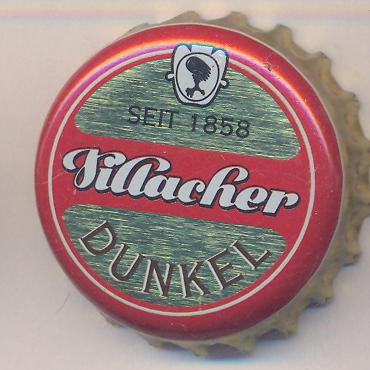 SEIT 1858
Villacher
DUNKEL